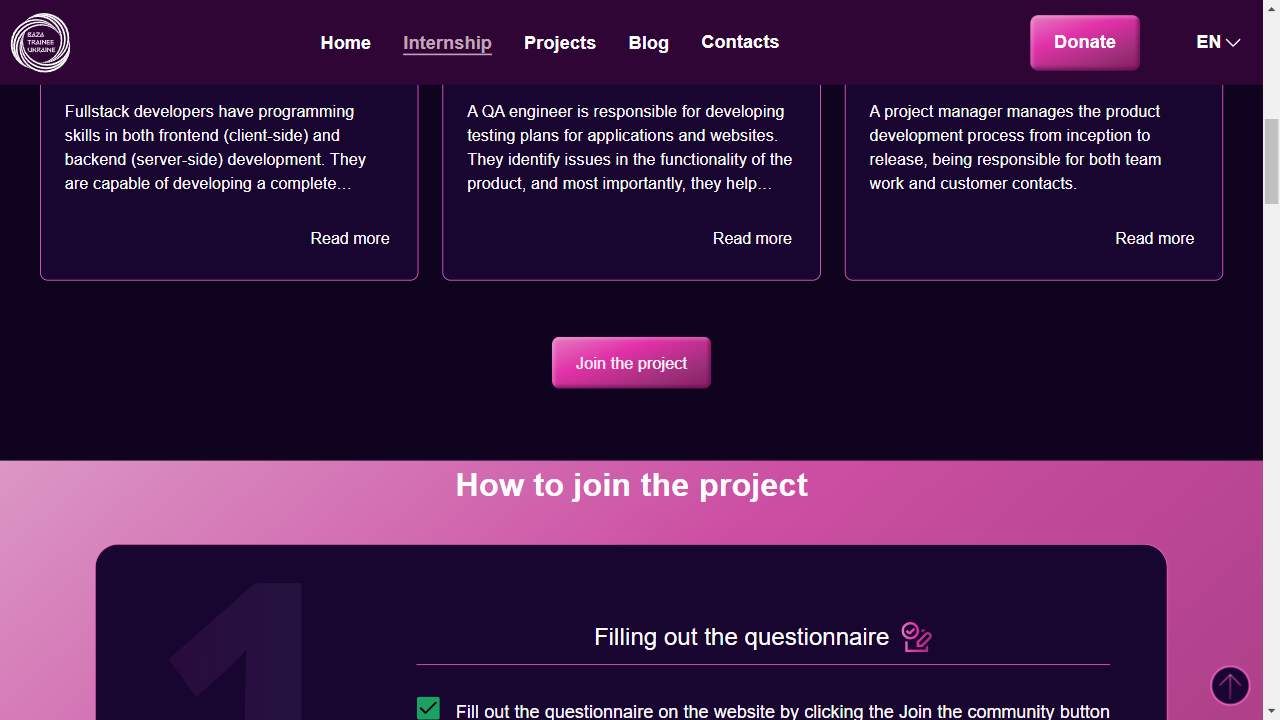 BAZA
TRAINEE
UKRAINE
Home
Internship
Projects
Blog
Contacts
Donate
EN
Fullstack developers have programming
skills in both frontend (client-side) and
backend (server-side) development. They
are capable of developing a complete…
Read more
A QA engineer is responsible for developing
testing plans for applications and websites.
They identify issues in the functionality of the
product, and most importantly, they help…
Read more
A project manager manages the product
development process from inception to
release, being responsible for both team
work and customer contacts.
Read more
Join the project
How to join the project
1
Filling out the questionnaire
Fill out the questionnaire on the website by clicking the Join the community button